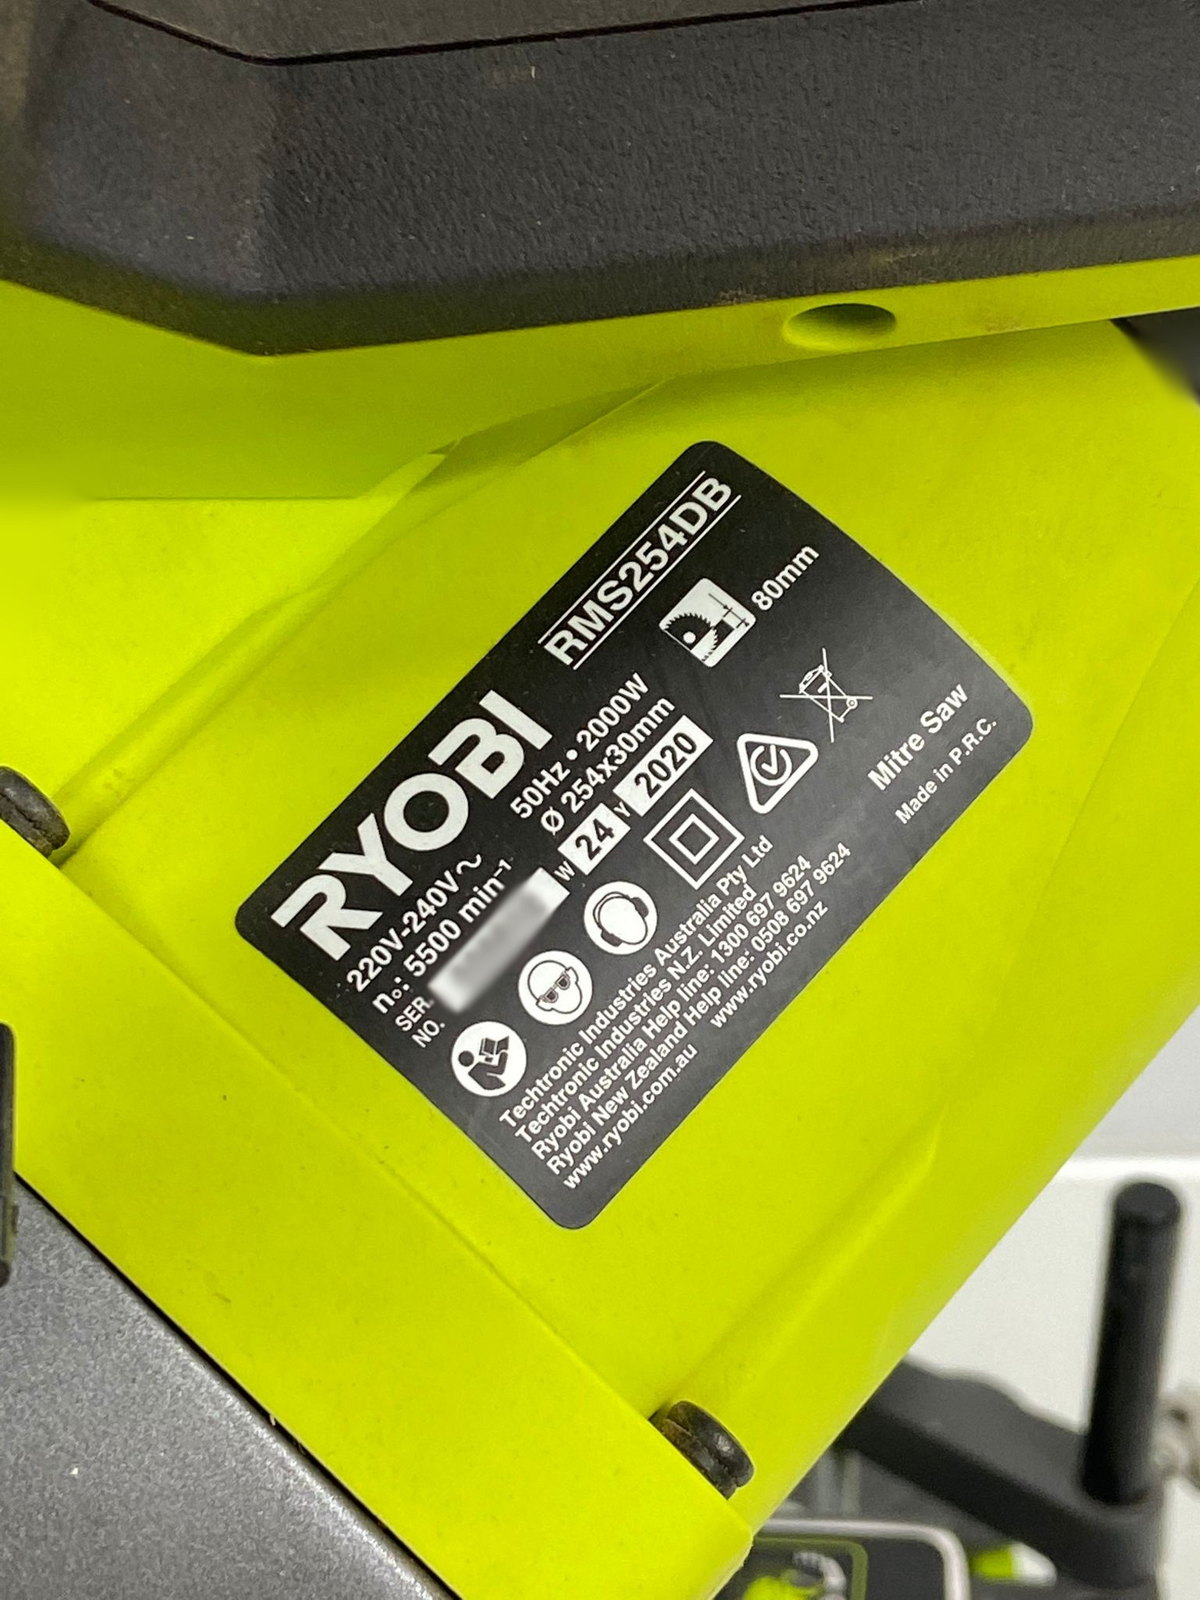 RYOBI RMS254DB
220V-240V~ 50Hz • 2000W
n₀: 5500 min⁻¹ Ø 254x30mm
80mm
SER. NO. W 24 Y 2020
Techtronic Industries Australia Pty Ltd
Techtronic Industries N.Z. Limited
Ryobi Australia Help line: 1300 697 9624
Ryobi New Zealand Help line: 0508 697 9624
www.ryobi.com.au www.ryobi.co.nz
Mitre Saw
Made in P.R.C.